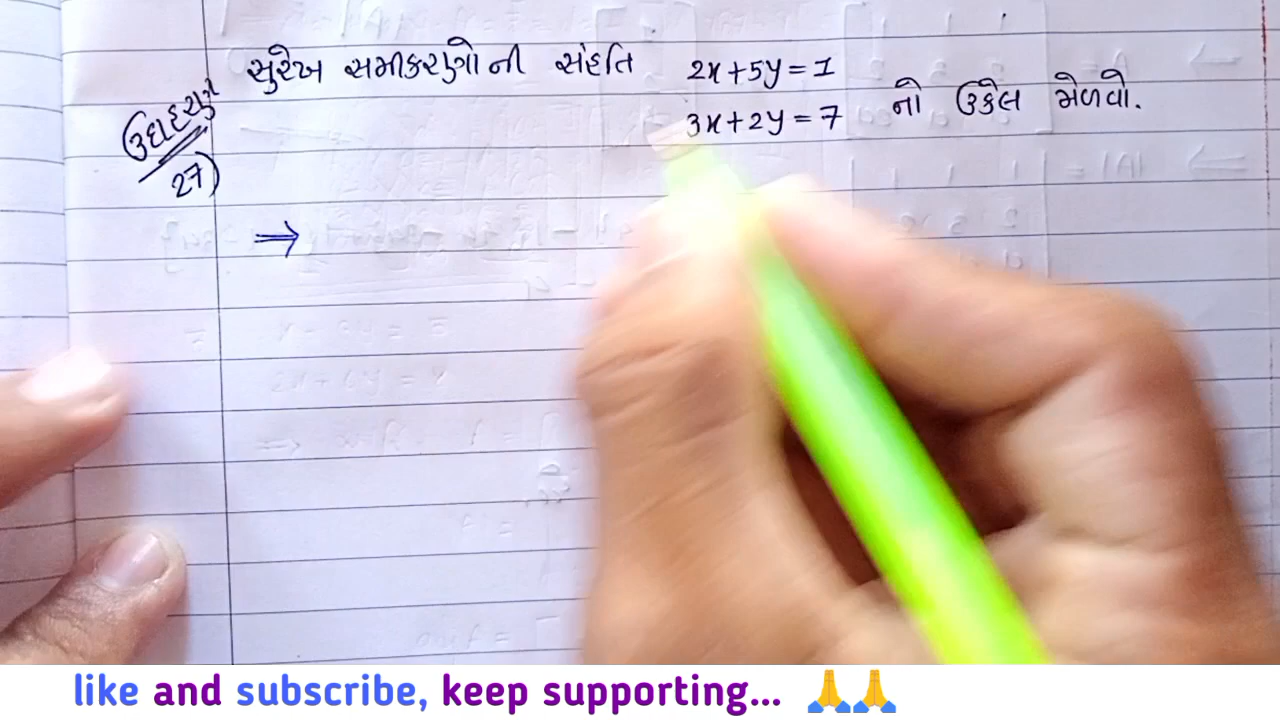 સુરેખ સમીકરણોની સંહતિ 2x+5y=1
3x+2y=7 નો ઉકેલ મેળવો.
ઉદાહરણ
27)
⇒
like and subscribe, keep supporting... 🙏🙏